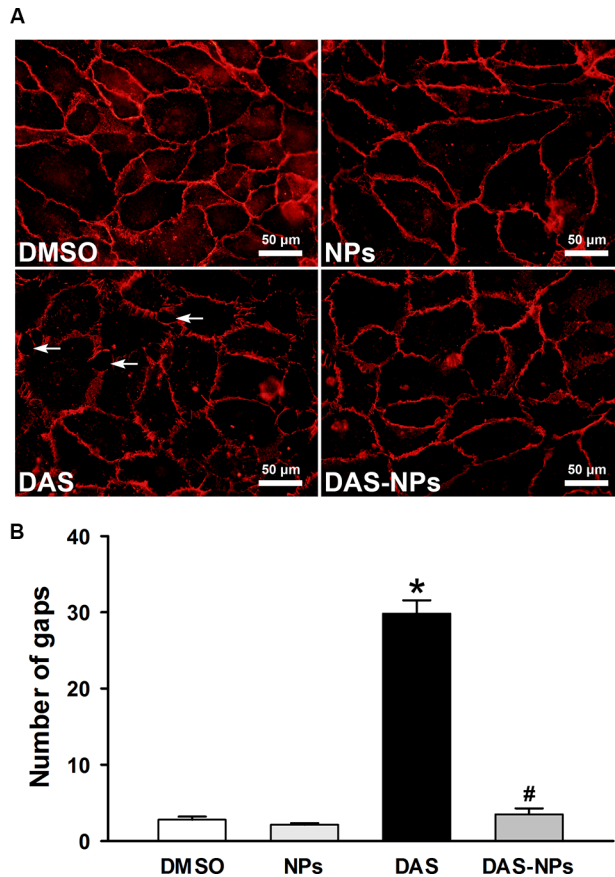 A
DMSO
50 µm
NPs
50 µm
DAS
50 µm
DAS-NPs
50 µm
B
Number of gaps
40
30
20
10
0
*
#
DMSO NPs DAS DAS-NPs